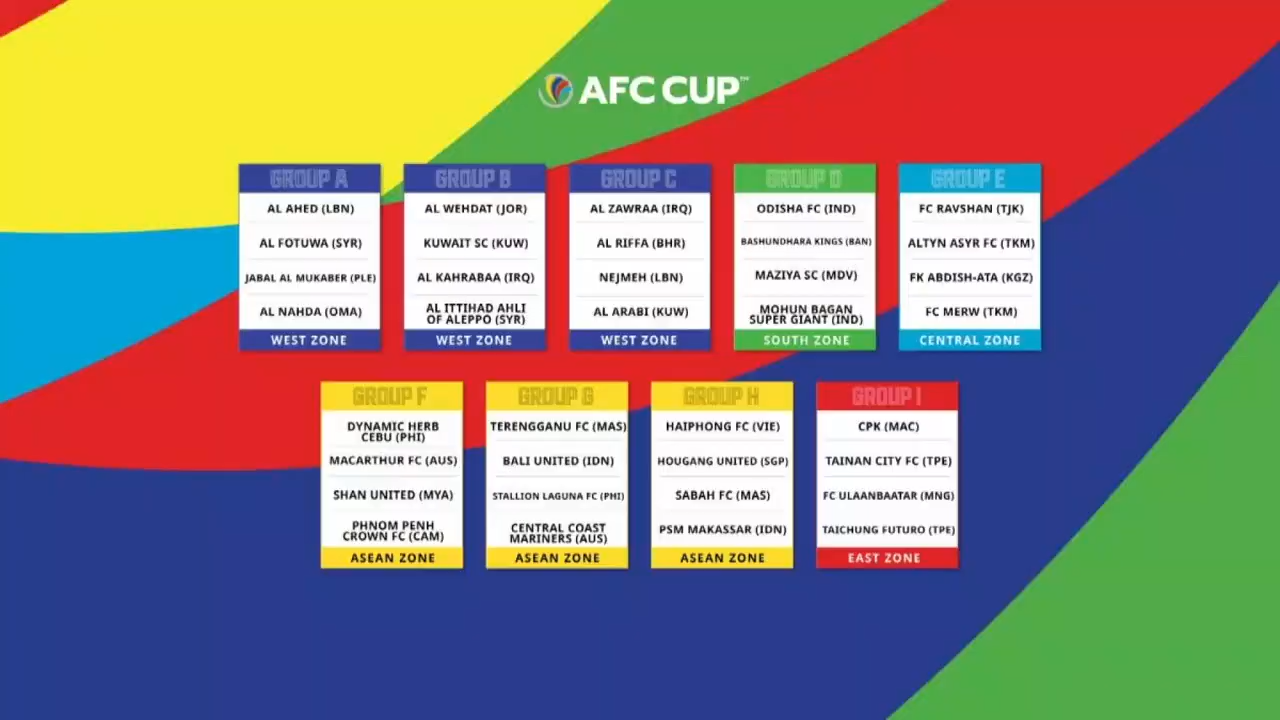 AFC CUP™
GROUP A
AL AHED (LBN)
AL FOTUWA (SYR)
JABAL AL MUKABER (PLE)
AL NAHDA (OMA)
WEST ZONE
GROUP B
AL WEHDAT (JOR)
KUWAIT SC (KUW)
AL KAHRABAA (IRQ)
AL ITTIHAD AHLI
OF ALEPPO (SYR)
WEST ZONE
GROUP C
AL ZAWRAA (IRQ)
AL RIFFA (BHR)
NEJMEH (LBN)
AL ARABI (KUW)
WEST ZONE
GROUP D
ODISHA FC (IND)
BASHUNDHARA KINGS (BAN)
MAZIYA SC (MDV)
MOHUN BAGAN
SUPER GIANT (IND)
SOUTH ZONE
GROUP E
FC RAVSHAN (TJK)
ALTYN ASYR FC (TKM)
FK ABDISH-ATA (KGZ)
FC MERW (TKM)
CENTRAL ZONE
GROUP F
DYNAMIC HERB
CEBU (PHI)
MACARTHUR FC (AUS)
SHAN UNITED (MYA)
PHNOM PENH
CROWN FC (CAM)
ASEAN ZONE
GROUP G
TERENGGANU FC (MAS)
BALI UNITED (IDN)
STALLION LAGUNA FC (PHI)
CENTRAL COAST
MARINERS (AUS)
ASEAN ZONE
GROUP H
HAIPHONG FC (VIE)
HOUGANG UNITED (SGP)
SABAH FC (MAS)
PSM MAKASSAR (IDN)
ASEAN ZONE
GROUP I
CPK (MAC)
TAINAN CITY FC (TPE)
FC ULAANBAATAR (MNG)
TAICHUNG FUTURO (TPE)
EAST ZONE